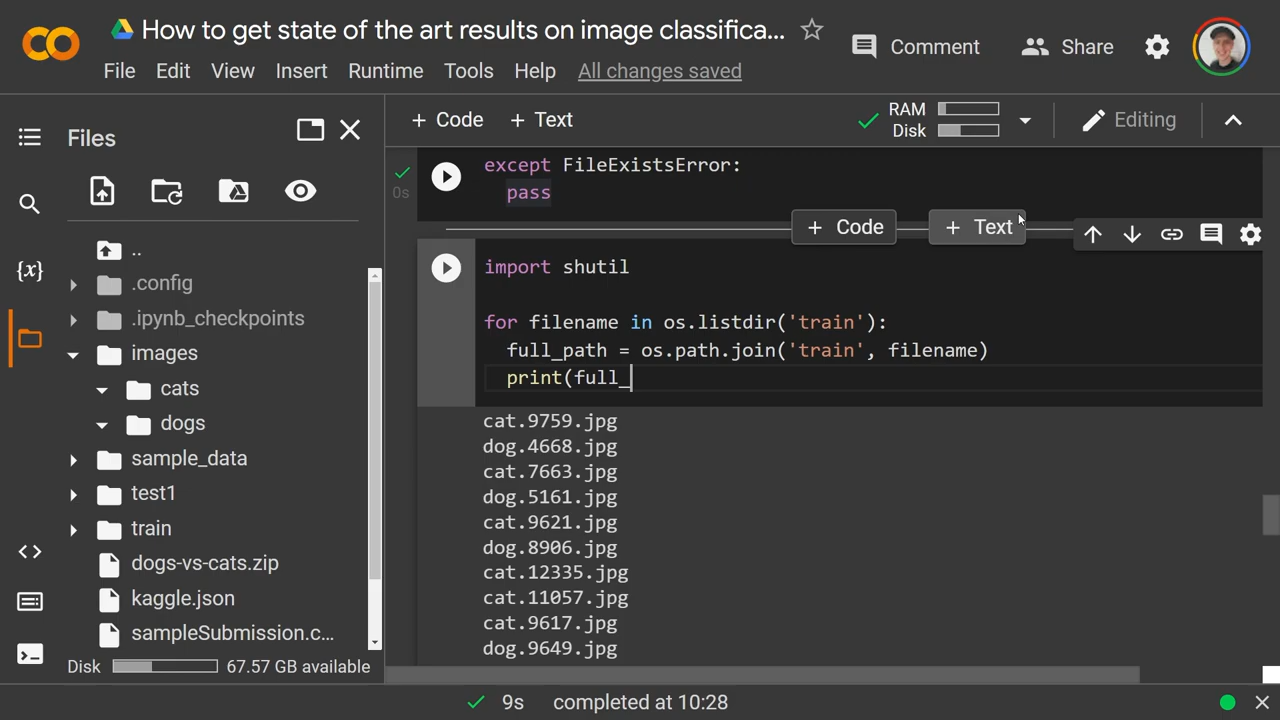 How to get state of the art results on image classifica...
File Edit View Insert Runtime Tools Help All changes saved
Comment
Share
Files
+ Code + Text
RAM
Disk
Editing
..
.config
.ipynb_checkpoints
images
cats
dogs
sample_data
test1
train
dogs-vs-cats.zip
kaggle.json
sampleSubmission.c...
Disk 67.57 GB available
{x}
0s
except FileExistsError:
pass
+ Code + Text
import shutil
for filename in os.listdir('train'):
full_path = os.path.join('train', filename)
print(full_
cat.9759.jpg
dog.4668.jpg
cat.7663.jpg
dog.5161.jpg
cat.9621.jpg
dog.8906.jpg
cat.12335.jpg
cat.11057.jpg
cat.9617.jpg
dog.9649.jpg
9s completed at 10:28